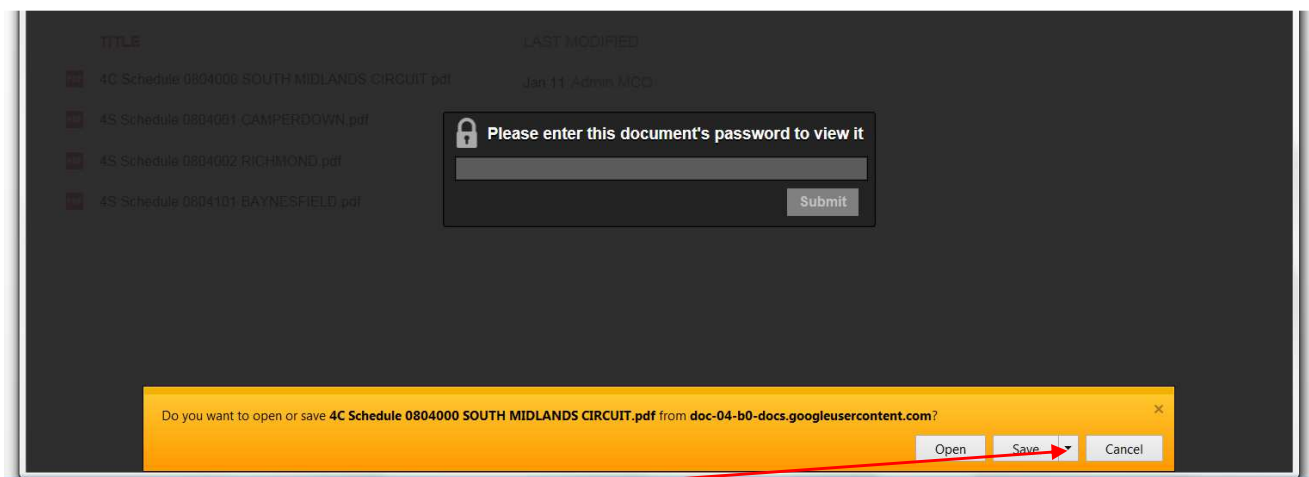 TITLE LAST MODIFIED
4C Schedule 0804000 SOUTH MIDLANDS CIRCUIT.pdf Jan 11 Admin MOD
4S Schedule 0804001 CAMPERDOWN.pdf
4S Schedule 0804002 RICHMOND.pdf
4S Schedule 0804101 BAYNESFIELD.pdf
Please enter this document's password to view it
Submit
Do you want to open or save 4C Schedule 0804000 SOUTH MIDLANDS CIRCUIT.pdf from doc-04-b0-docs.googleusercontent.com?
Open Save Cancel